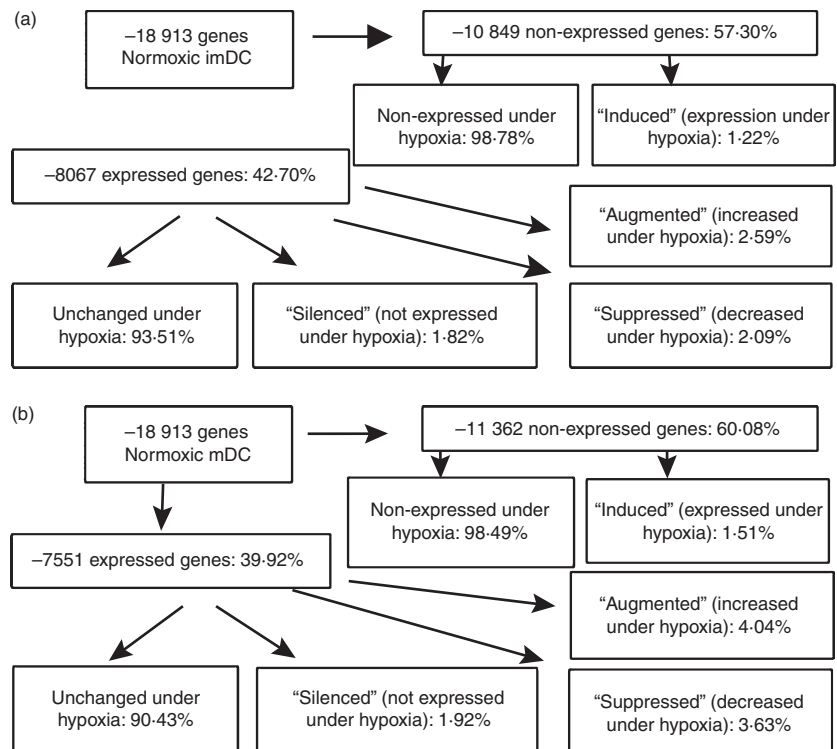 (a)
–18 913 genes
Normoxic imDC
–10 849 non-expressed genes: 57·30%
Non-expressed under
hypoxia: 98·78%
“Induced” (expression under
hypoxia): 1·22%
–8067 expressed genes: 42·70%
“Augmented” (increased
under hypoxia): 2·59%
Unchanged under
hypoxia: 93·51%
“Silenced” (not expressed
under hypoxia): 1·82%
“Suppressed” (decreased
under hypoxia): 2·09%
(b)
–18 913 genes
Normoxic mDC
–11 362 non-expressed genes: 60·08%
Non-expressed under
hypoxia: 98·49%
“Induced” (expressed under
hypoxia): 1·51%
–7551 expressed genes: 39·92%
“Augmented” (increased
under hypoxia): 4·04%
Unchanged under
hypoxia: 90·43%
“Silenced” (not expressed
under hypoxia): 1·92%
“Suppressed” (decreased
under hypoxia): 3·63%